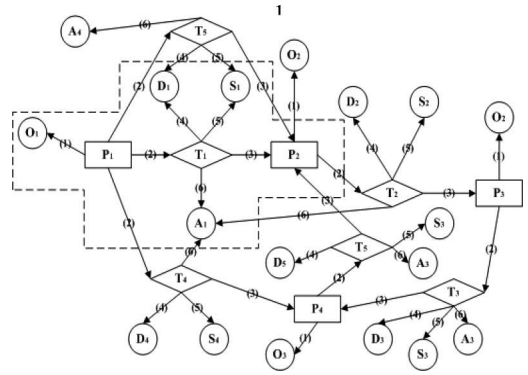 1
A4
(6)
T5
O2
(4)
(5)
D1
S1
(2)
(3)
(1)
D2
S2
O2
O1
(1)
(4)
(5)
(4)
(5)
(1)
P1
(2)
T1
(3)
P2
(2)
T2
(3)
P3
(6)
(3)
(6)
(2)
A1
S3
(2)
(6)
T5
(5)
D5
(4)
(6)
A3
T4
(3)
(2)
T3
(3)
P4
(4)
(5)
(1)
(4)
(5)
(6)
D4
S4
O3
D3
S3
A3